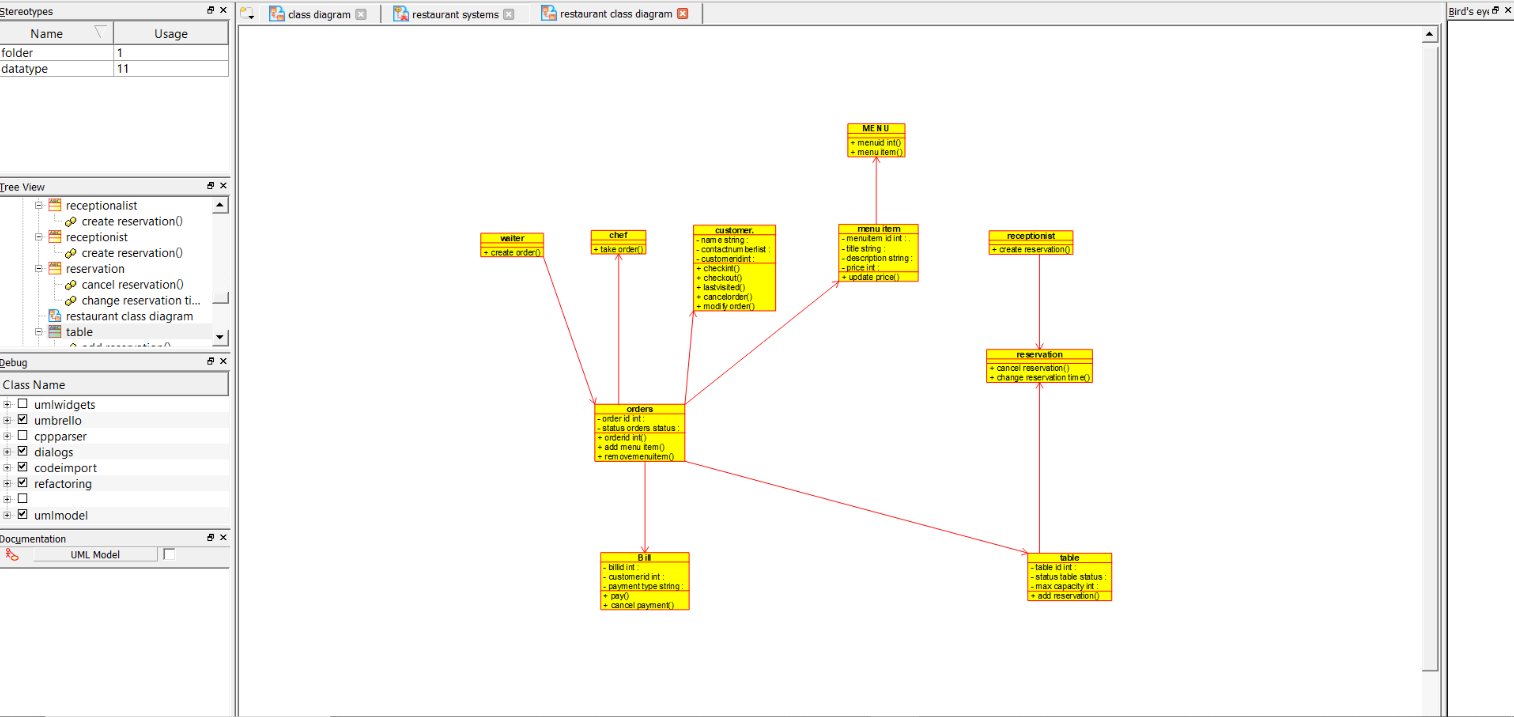 Stereotypes
Name Usage
folder 1
datatype 11
Tree View
receptionalist
create reservation()
receptionist
create reservation()
reservation
cancel reservation()
change reservation ti...
restaurant class diagram
table
add reservation()
Debug
Class Name
umlwidgets
umbrello
cppparser
dialogs
codeimport
refactoring
umlmodel
Documentation
UML Model
class diagram
restaurant systems
restaurant class diagram
Bird's eye
MENU
+ menuid int()
+ menu item()
waiter
+ create order()
chef
+ take order()
customer.
- name string :
- contactnumberlist :
- customeridint :
+ checkint()
+ checkout()
+ lastvisited()
+ cancelorder()
+ modify order()
menu item
- menuitem id int : .
- title string :
- description string :
- price int :
+ update price()
receptionist
+ create reservation()
reservation
+ cancel reservation()
+ change reservation time()
orders
- order id int :
- status orders status :
+ orderid int()
+ add menu item()
+ removemenuitem()
Bill
- billid int :
- customerid int :
- payment type string :
+ pay()
+ cancel payment()
table
- table id int :
- status table status :
- max capacity int :
+ add reservation()